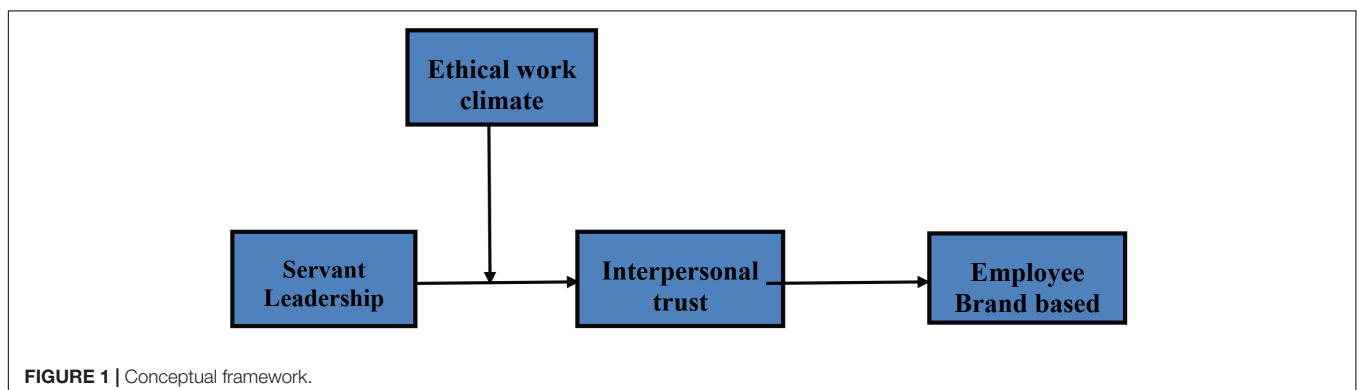 Ethical work
climate
Servant
Leadership
Interpersonal
trust
Employee
Brand based
FIGURE 1 | Conceptual framework.